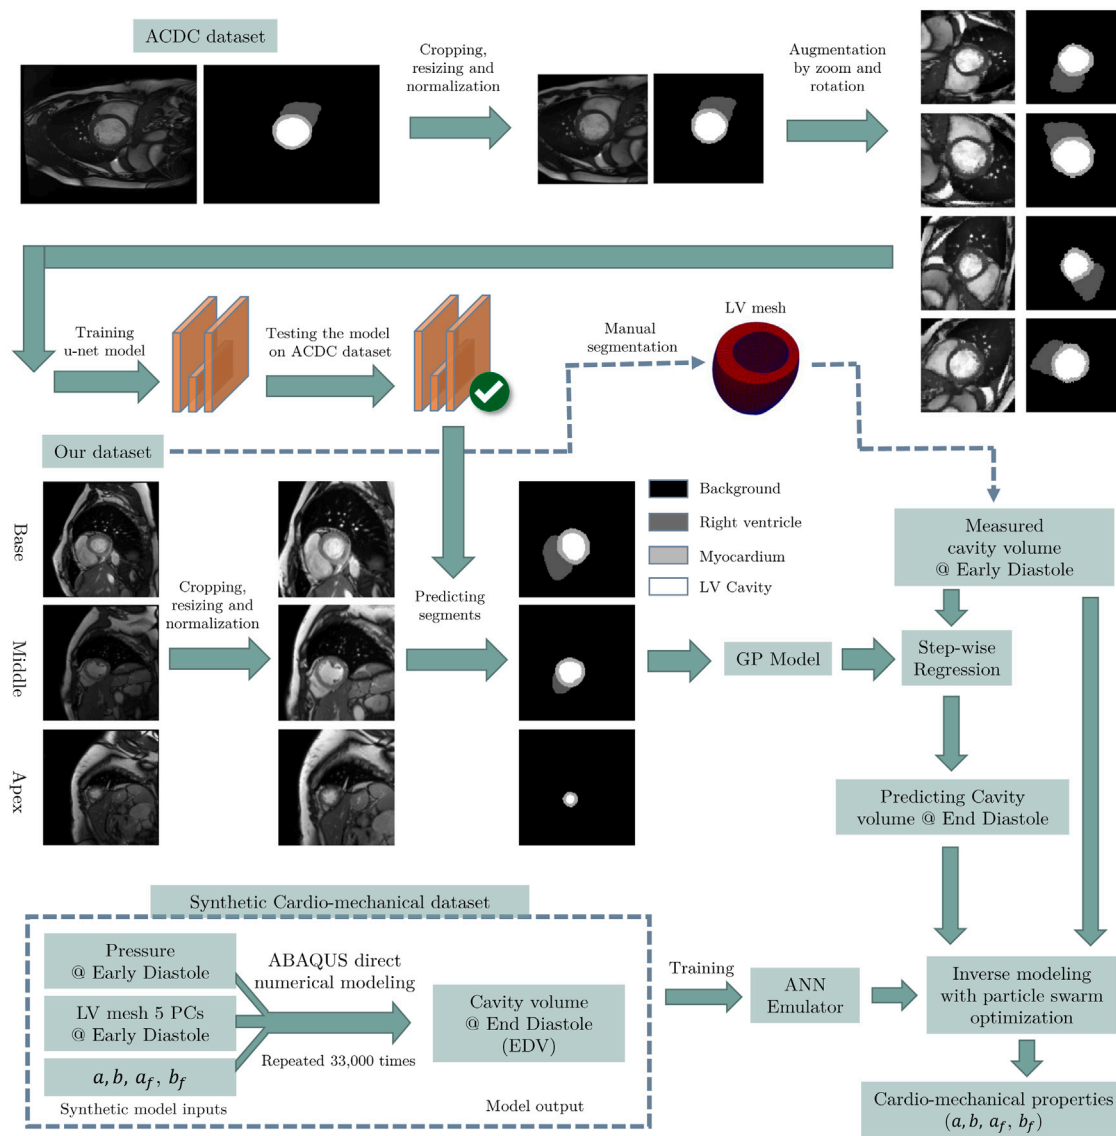 ACDC dataset
Cropping,
resizing and
normalization
Augmentation
by zoom and
rotation
Training
u-net model
Testing the model
on ACDC dataset
Manual
segmentation
LV mesh
Our dataset
Base
Middle
Apex
Cropping,
resizing and
normalization
Predicting
segments
Background
Right ventricle
Myocardium
LV Cavity
Measured
cavity volume
@ Early Diastole
GP Model
Step-wise
Regression
Predicting Cavity
volume @ End Diastole
Synthetic Cardio-mechanical dataset
Pressure
@ Early Diastole
LV mesh 5 PCs
@ Early Diastole
a, b, a_f, b_f
Synthetic model inputs
ABAQUS direct
numerical modeling
Repeated 33,000 times
Cavity volume
@ End Diastole
(EDV)
Model output
Training
ANN
Emulator
Inverse modeling
with particle swarm
optimization
Cardio-mechanical properties
(a, b, a_f, b_f)